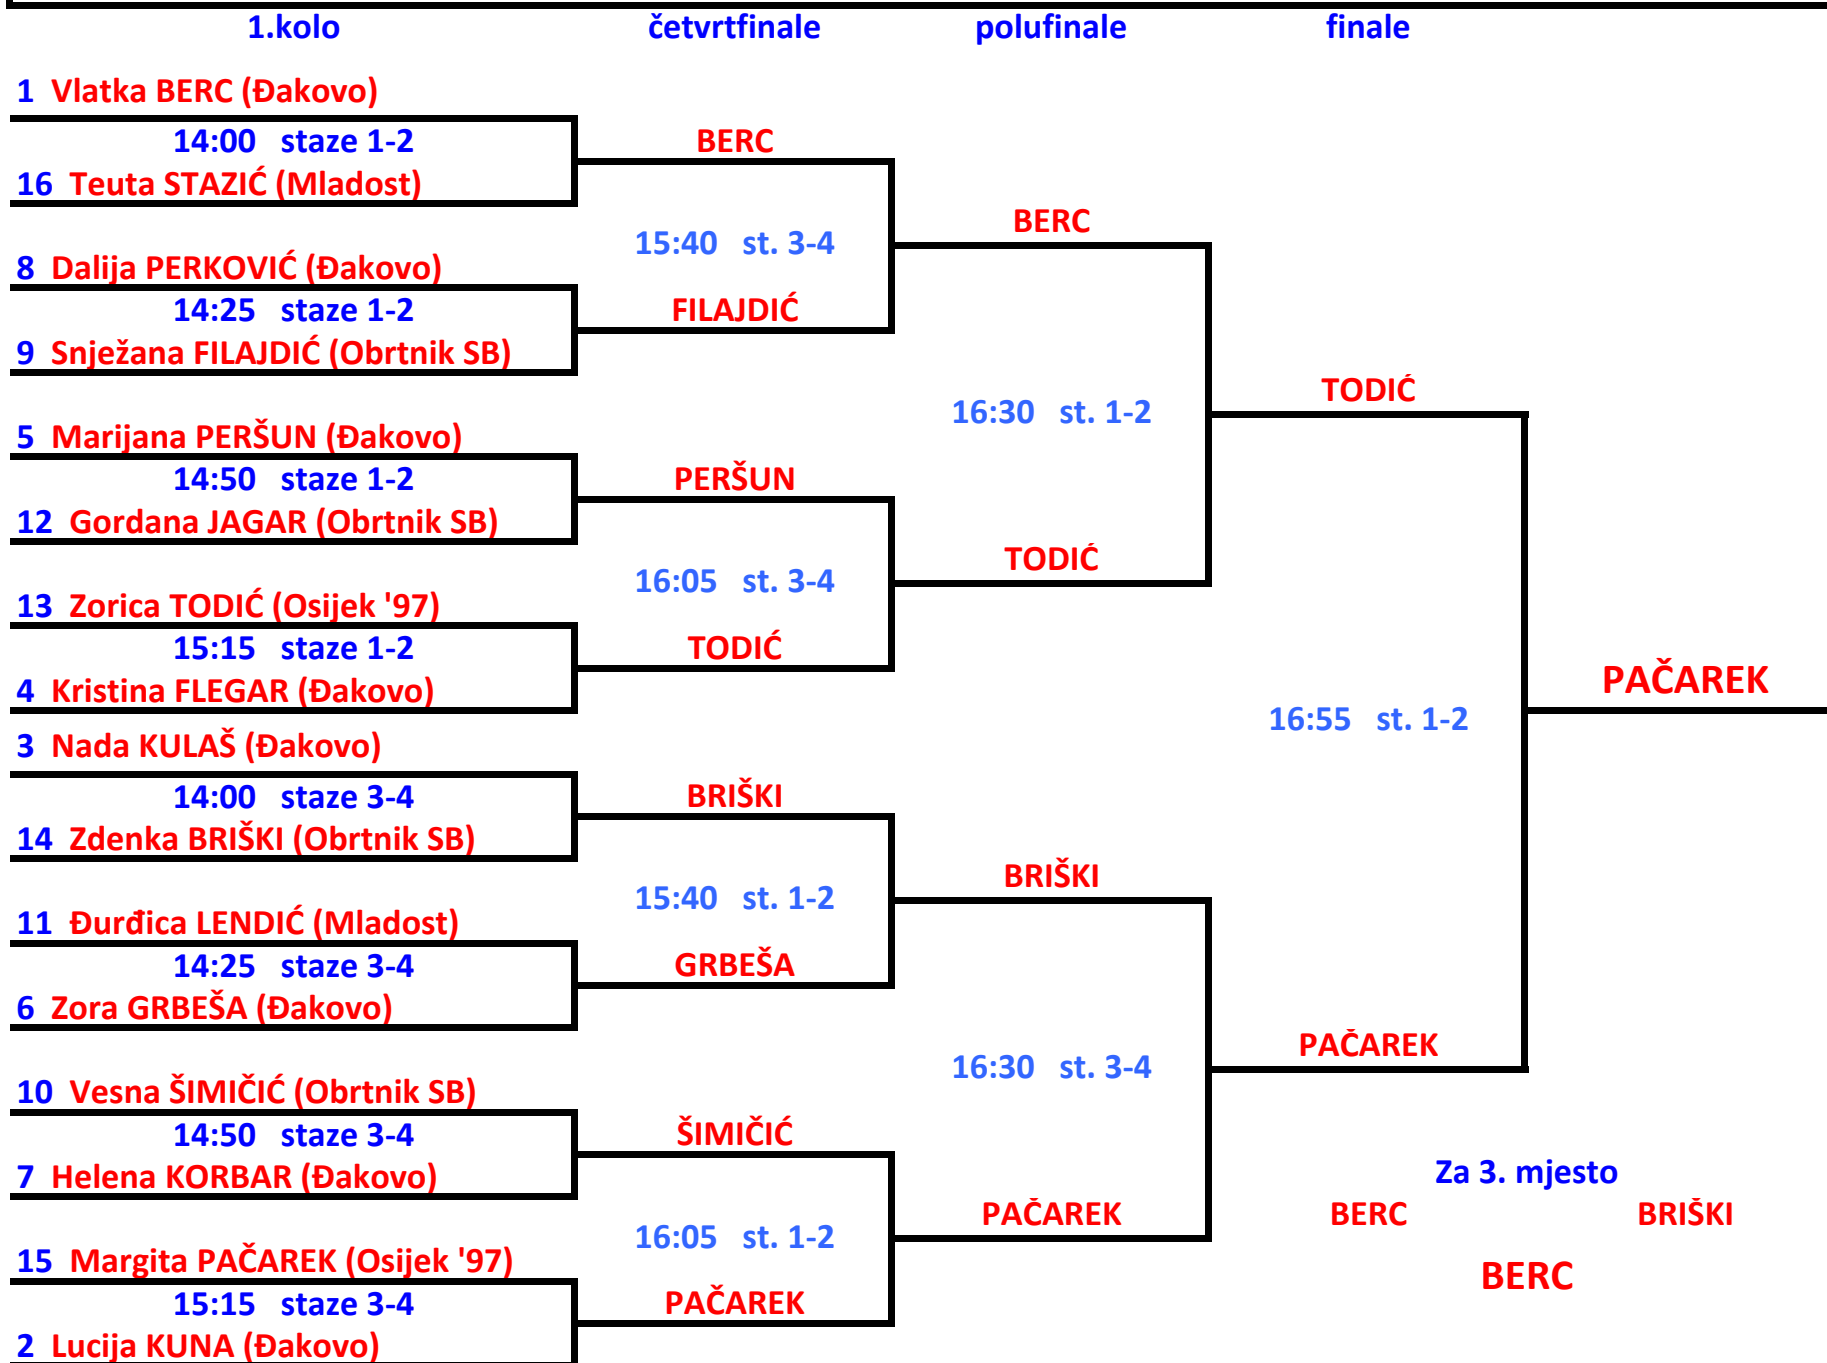 1.kolo četvrtfinale polufinale finale
1 Vlatka BERC (Đakovo)
14:00 staze 1-2 BERC
16 Teuta STAZIĆ (Mladost)
BERC
15:40 st. 3-4
8 Dalija PERKOVIĆ (Đakovo)
14:25 staze 1-2 FILAJDIĆ
9 Snježana FILAJDIĆ (Obrtnik SB)
TODIĆ
16:30 st. 1-2
5 Marijana PERŠUN (Đakovo)
14:50 staze 1-2 PERŠUN
12 Gordana JAGAR (Obrtnik SB)
TODIĆ
16:05 st. 3-4
13 Zorica TODIĆ (Osijek '97)
15:15 staze 1-2 TODIĆ
PAČAREK
4 Kristina FLEGAR (Đakovo)
16:55 st. 1-2
3 Nada KULAŠ (Đakovo)
14:00 staze 3-4 BRIŠKI
14 Zdenka BRIŠKI (Obrtnik SB)
BRIŠKI
15:40 st. 1-2
11 Đurđica LENDIĆ (Mladost)
14:25 staze 3-4 GRBEŠA
6 Zora GRBEŠA (Đakovo)
PAČAREK
16:30 st. 3-4
10 Vesna ŠIMIČIĆ (Obrtnik SB)
14:50 staze 3-4 ŠIMIČIĆ
7 Helena KORBAR (Đakovo)
Za 3. mjesto
PAČAREK BERC BRIŠKI
16:05 st. 1-2
15 Margita PAČAREK (Osijek '97)
BERC
15:15 staze 3-4 PAČAREK
2 Lucija KUNA (Đakovo)